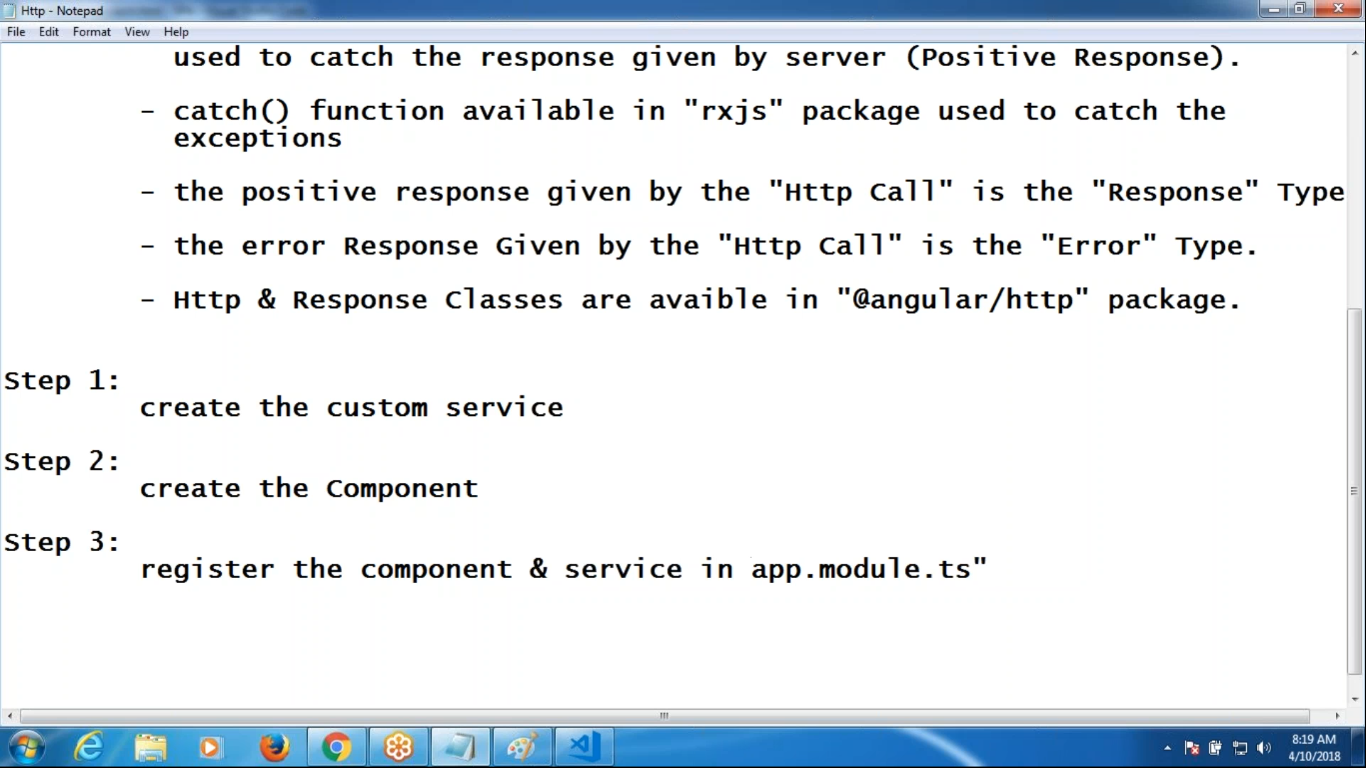 Http - Notepad
File Edit Format View Help
used to catch the response given by server (Positive Response).
- catch() function available in "rxjs" package used to catch the
exceptions
- the positive response given by the "Http Call" is the "Response" Type
- the error Response Given by the "Http Call" is the "Error" Type.
- Http & Response Classes are avaible in "@angular/http" package.
Step 1:
create the custom service
Step 2:
create the Component
Step 3:
register the component & service in app.module.ts"
8:19 AM
4/10/2018